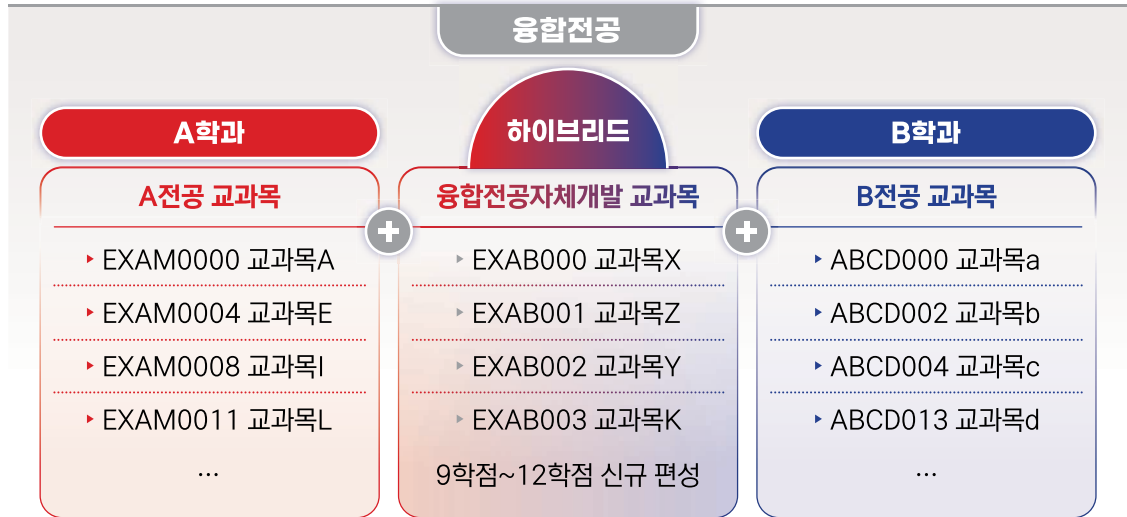 융합전공
A학과
A전공 교과목
EXAM0000 교과목A
EXAM0004 교과목E
EXAM0008 교과목I
EXAM0011 교과목L
...
하이브리드
융합전공자체개발 교과목
EXAB000 교과목X
EXAB001 교과목Z
EXAB002 교과목Y
EXAB003 교과목K
9학점~12학점 신규 편성
B학과
B전공 교과목
ABCD000 교과목a
ABCD002 교과목b
ABCD004 교과목c
ABCD013 교과목d
...